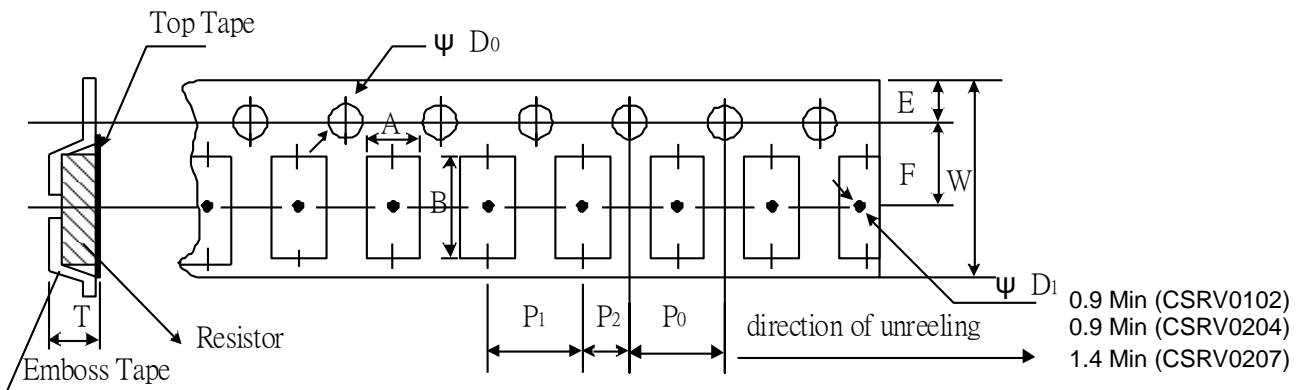 Top Tape
Ψ D0
A
E
F
W
B
T
Ψ D1
0.9 Min (CSRV0102)
0.9 Min (CSRV0204)
1.4 Min (CSRV0207)
P1
P2
P0
direction of unreeling
Resistor
Emboss Tape